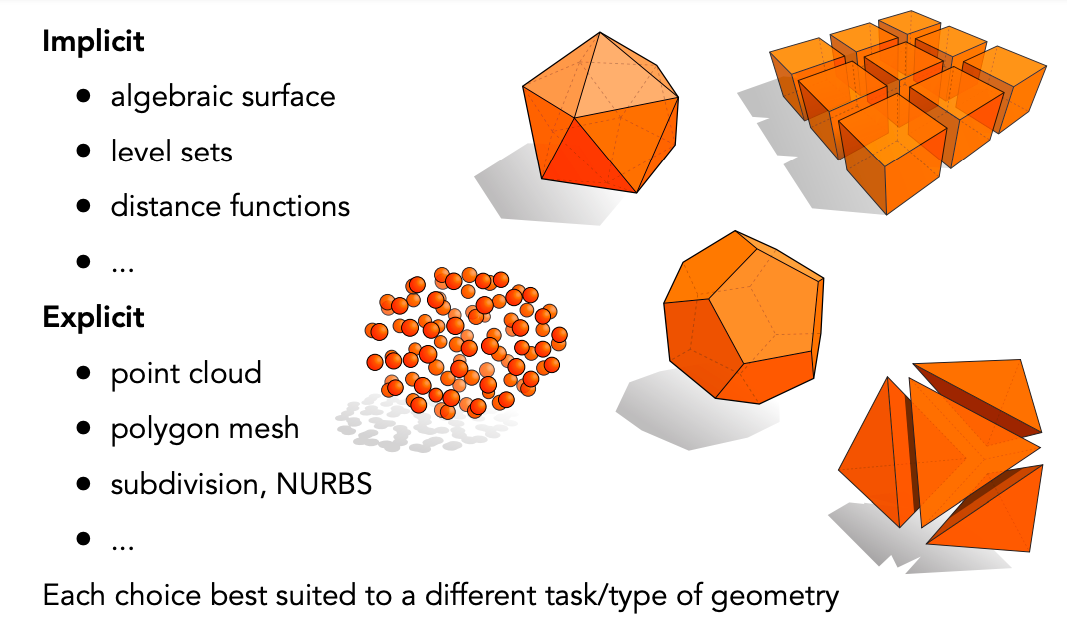 Implicit
● algebraic surface
● level sets
● distance functions
● ...
Explicit
● point cloud
● polygon mesh
● subdivision, NURBS
● ...
Each choice best suited to a different task/type of geometry